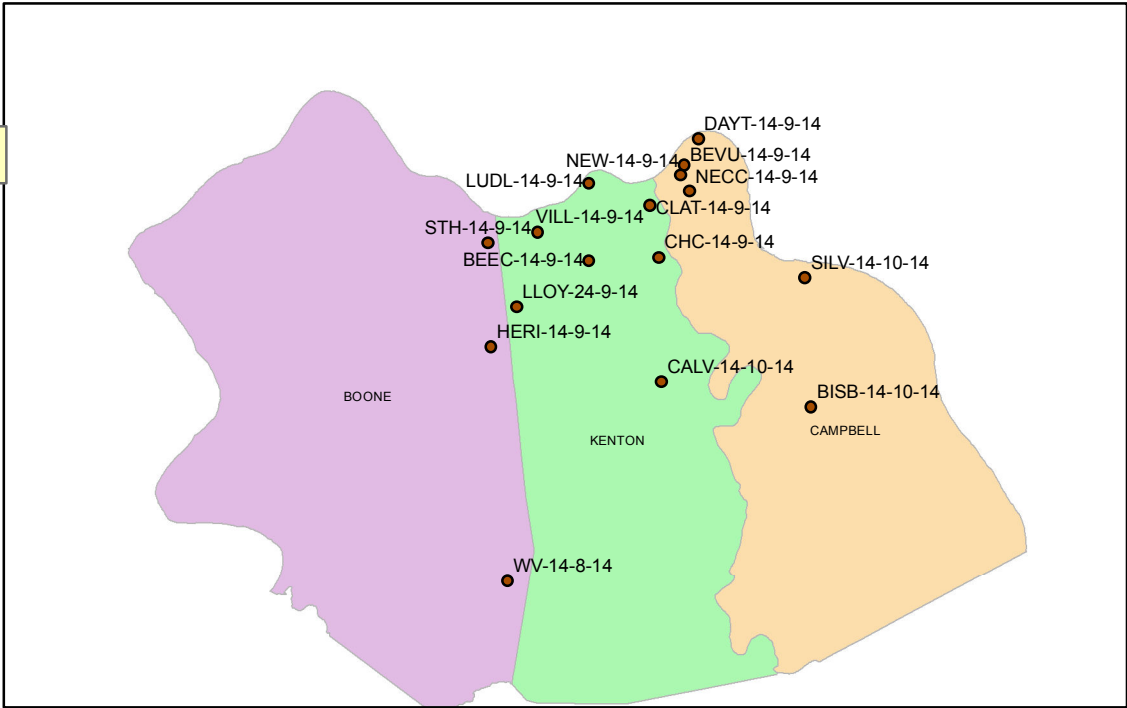 DAYT-14-9-14
BEVU-14-9-14
NEW-14-9-14
NECC-14-9-14
LUDL-14-9-14
CLAT-14-9-14
VILL-14-9-14
STH-14-9-14
CHC-14-9-14
BEEC-14-9-14
SILV-14-10-14
LLOY-24-9-14
HERI-14-9-14
CALV-14-10-14
BISB-14-10-14
BOONE
CAMPBELL
KENTON
WV-14-8-14